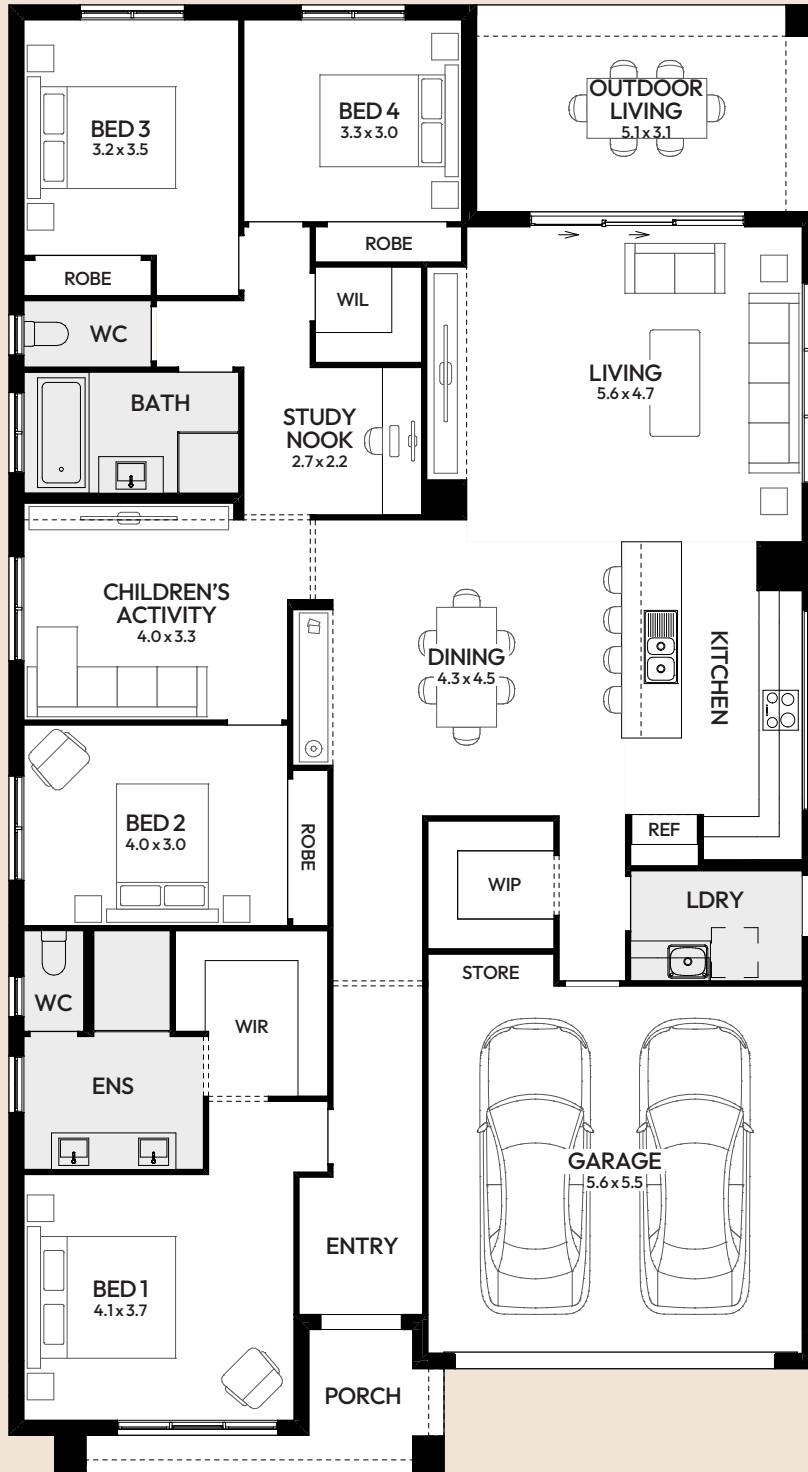 BED 3
3.2 x 3.5
BED 4
3.3 x 3.0
OUTDOOR
LIVING
5.1 x 3.1
ROBE
ROBE
WIL
WC
BATH
STUDY
NOOK
2.7 x 2.2
LIVING
5.6 x 4.7
CHILDREN'S
ACTIVITY
4.0 x 3.3
DINING
4.3 x 4.5
KITCHEN
BED 2
4.0 x 3.0
ROBE
REF
WIP
LDRY
STORE
WC
WIR
ENS
GARAGE
5.6 x 5.5
ENTRY
BED 1
4.1 x 3.7
PORCH